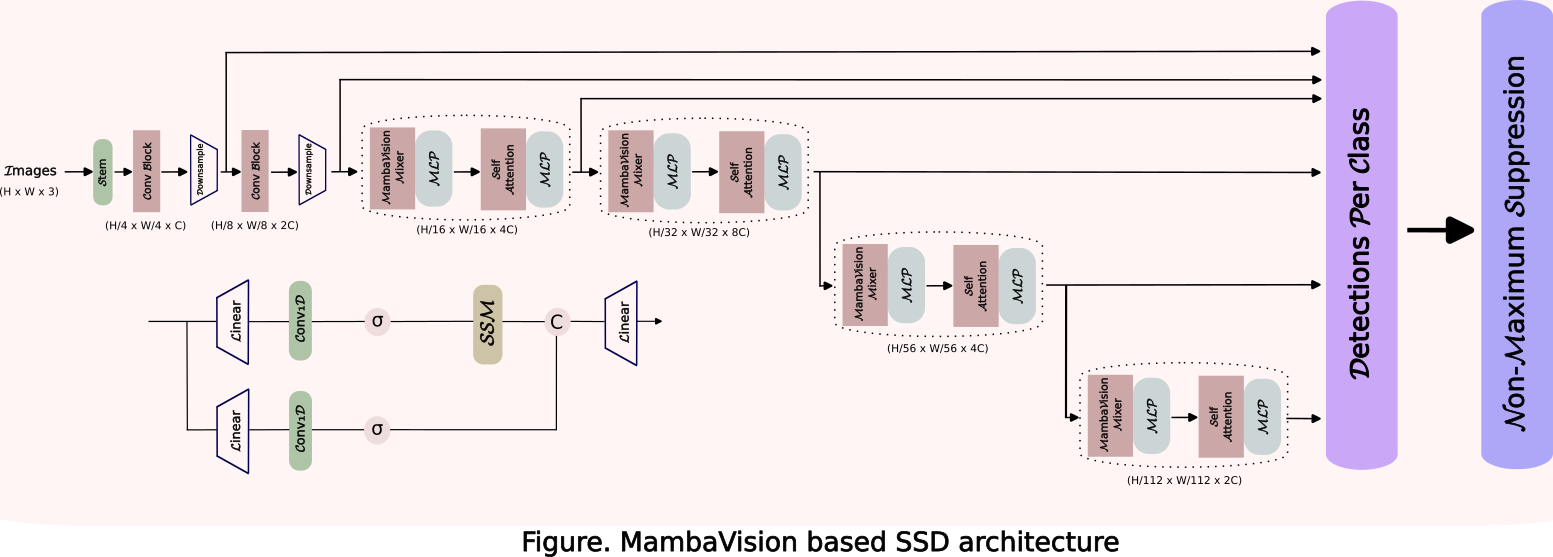 Images
(H x W x 3)
Stem
Conv Block
(H/4 x W/4 x C)
Downsample
Conv Block
(H/8 x W/8 x 2C)
Downsample
MambaVision
Mixer
MLP
Self
Attention
MLP
(H/16 x W/16 x 4C)
MambaVision
Mixer
MLP
Self
Attention
MLP
(H/32 x W/32 x 8C)
MambaVision
Mixer
MLP
Self
Attention
MLP
(H/56 x W/56 x 4C)
MambaVision
Mixer
MLP
Self
Attention
MLP
(H/112 x W/112 x 2C)
Detections Per Class
Non-Maximum Suppression
Linear
Conv1D
σ
SSM
C
Linear
Linear
Conv1D
σ
Figure. MambaVision based SSD architecture